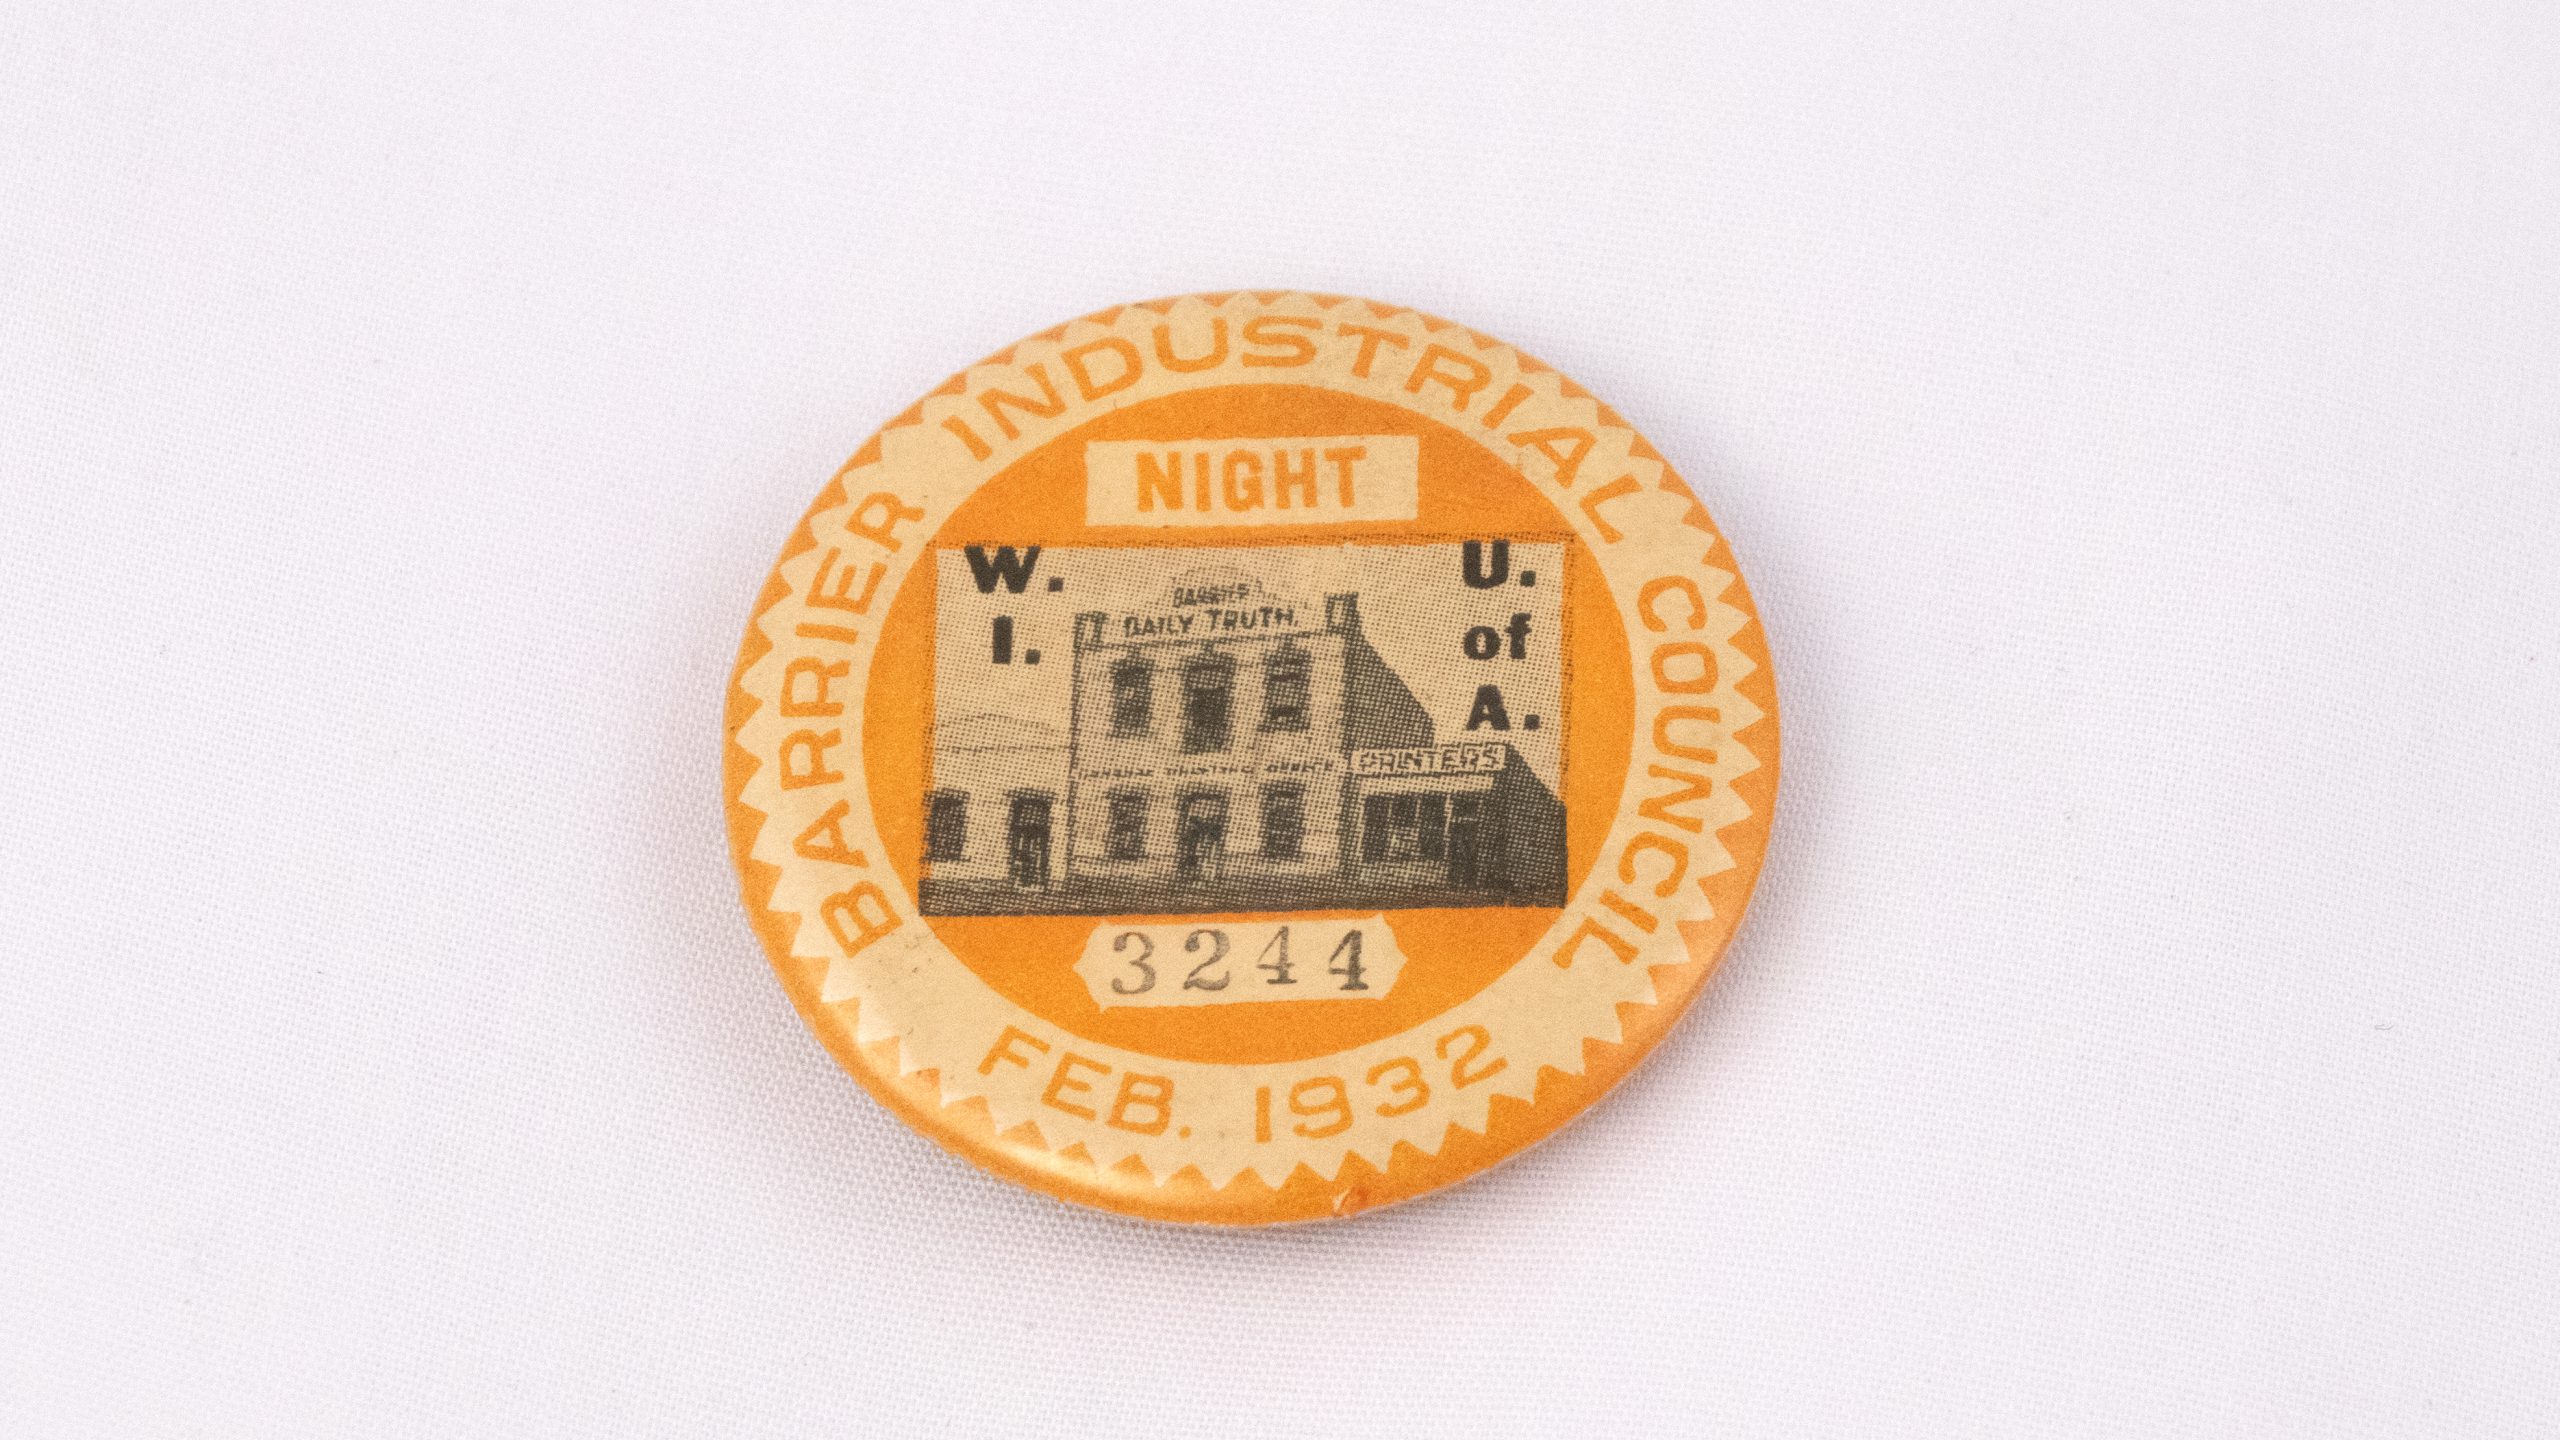 BARRIER INDUSTRIAL COUNCIL
NIGHT
W. I.
U. of A.
DAILY TRUTH.
PRINTERS
3244
FEB. 1932